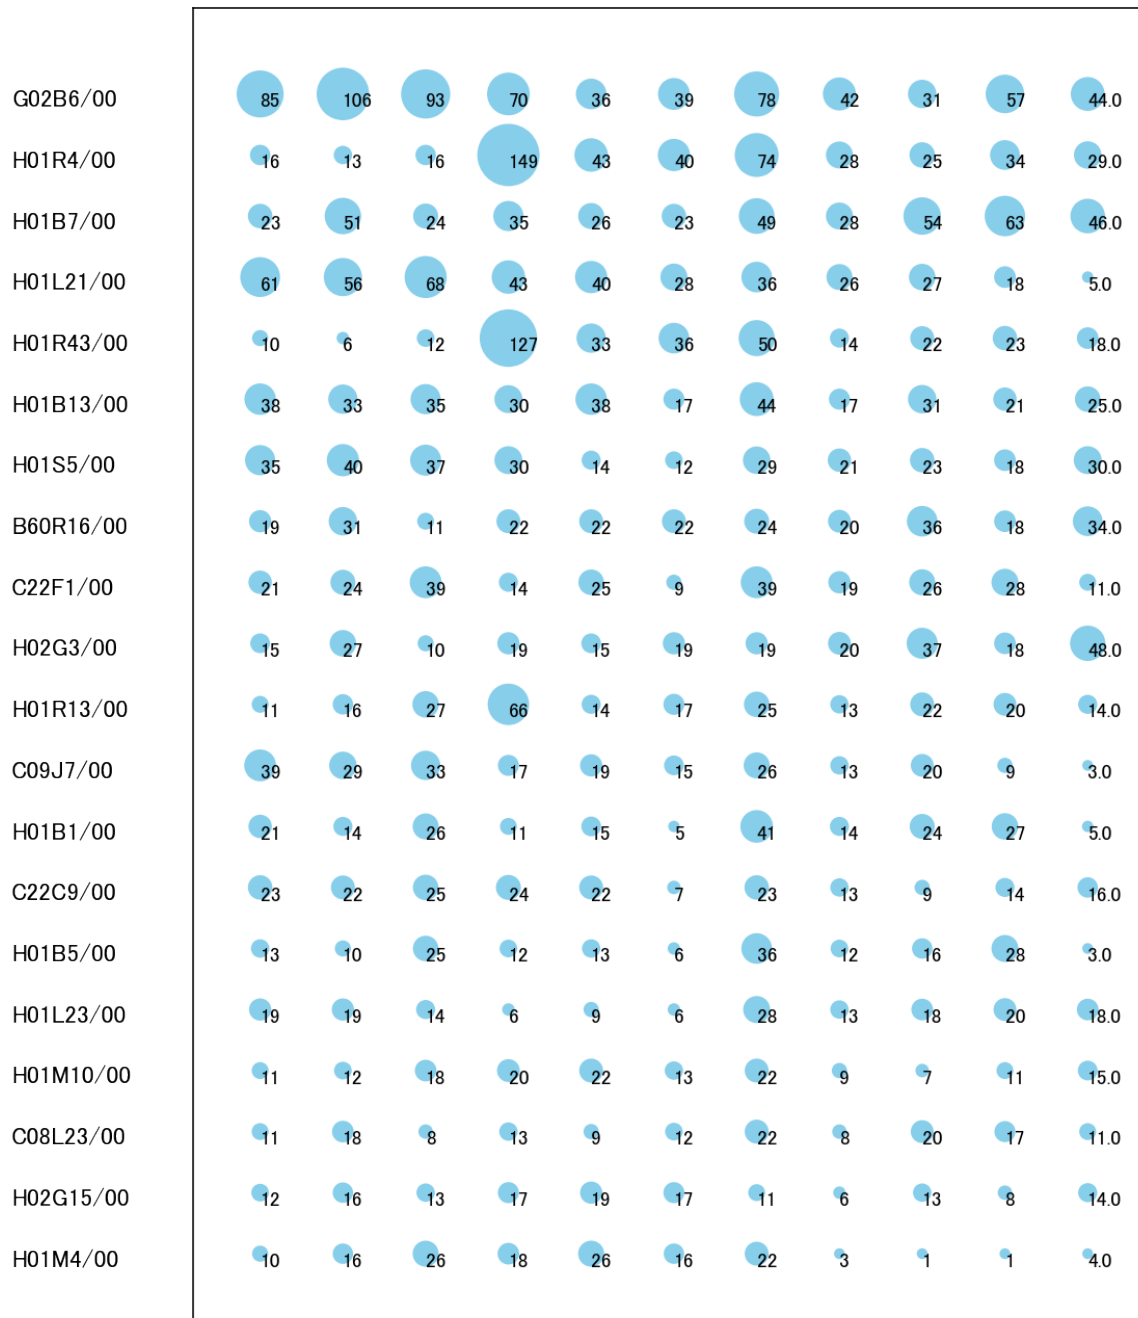 G02B6/00 85 106 93 70 36 39 78 42 31 57 44.0
H01R4/00 16 13 16 149 43 40 74 28 25 34 29.0
H01B7/00 23 51 24 35 26 23 49 28 54 63 46.0
H01L21/00 61 56 68 43 40 28 36 26 27 18 5.0
H01R43/00 10 6 12 127 33 36 50 14 22 23 18.0
H01B13/00 38 33 35 30 38 17 44 17 31 21 25.0
H01S5/00 35 40 37 30 14 12 29 21 23 18 30.0
B60R16/00 19 31 11 22 22 22 24 20 36 18 34.0
C22F1/00 21 24 39 14 25 9 39 19 26 28 11.0
H02G3/00 15 27 10 19 15 19 19 20 37 18 48.0
H01R13/00 11 16 27 66 14 17 25 13 22 20 14.0
C09J7/00 39 29 33 17 19 15 26 13 20 9 3.0
H01B1/00 21 14 26 11 15 5 41 14 24 27 5.0
C22C9/00 23 22 25 24 22 7 23 13 9 14 16.0
H01B5/00 13 10 25 12 13 6 36 12 16 28 3.0
H01L23/00 19 19 14 6 9 6 28 13 18 20 18.0
H01M10/00 11 12 18 20 22 13 22 9 7 11 15.0
C08L23/00 11 18 8 13 9 12 22 8 20 17 11.0
H02G15/00 12 16 13 17 19 17 11 6 13 8 14.0
H01M4/00 10 16 26 18 26 16 22 3 1 1 4.0